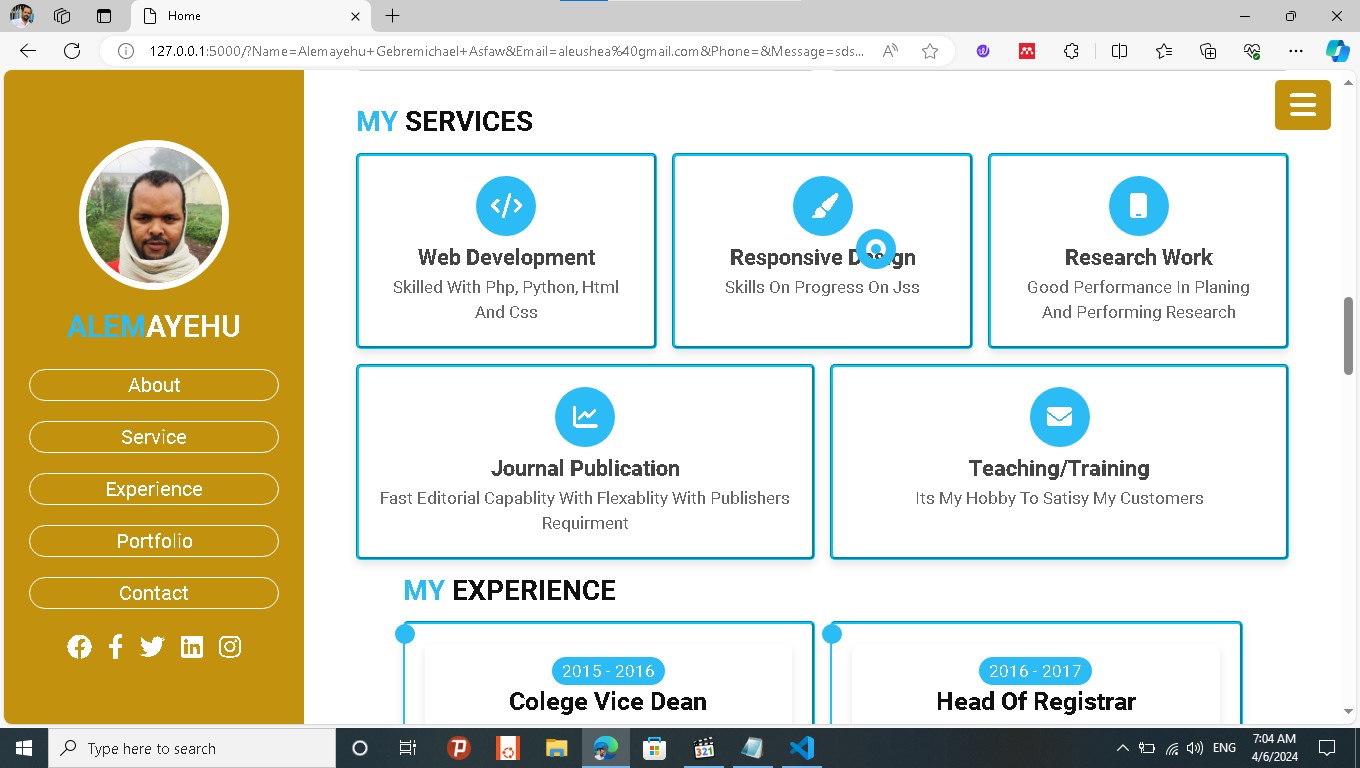 Home
127.0.0.1:5000/?Name=Alemayehu+Gebremichael+Asfaw&Email=aleushea%40gmail.com&Phone=&Message=sds...
ALEMAYEHU
About
Service
Experience
Portfolio
Contact
MY SERVICES
Web Development
Skilled With Php, Python, Html
And Css
Responsive Design
Skills On Progress On Jss
Research Work
Good Performance In Planing
And Performing Research
Journal Publication
Fast Editorial Capablity With Flexablity With Publishers
Requirment
Teaching/Training
Its My Hobby To Satisy My Customers
MY EXPERIENCE
2015 - 2016
Colege Vice Dean
2016 - 2017
Head Of Registrar
Type here to search
321
ENG
7:04 AM
4/6/2024